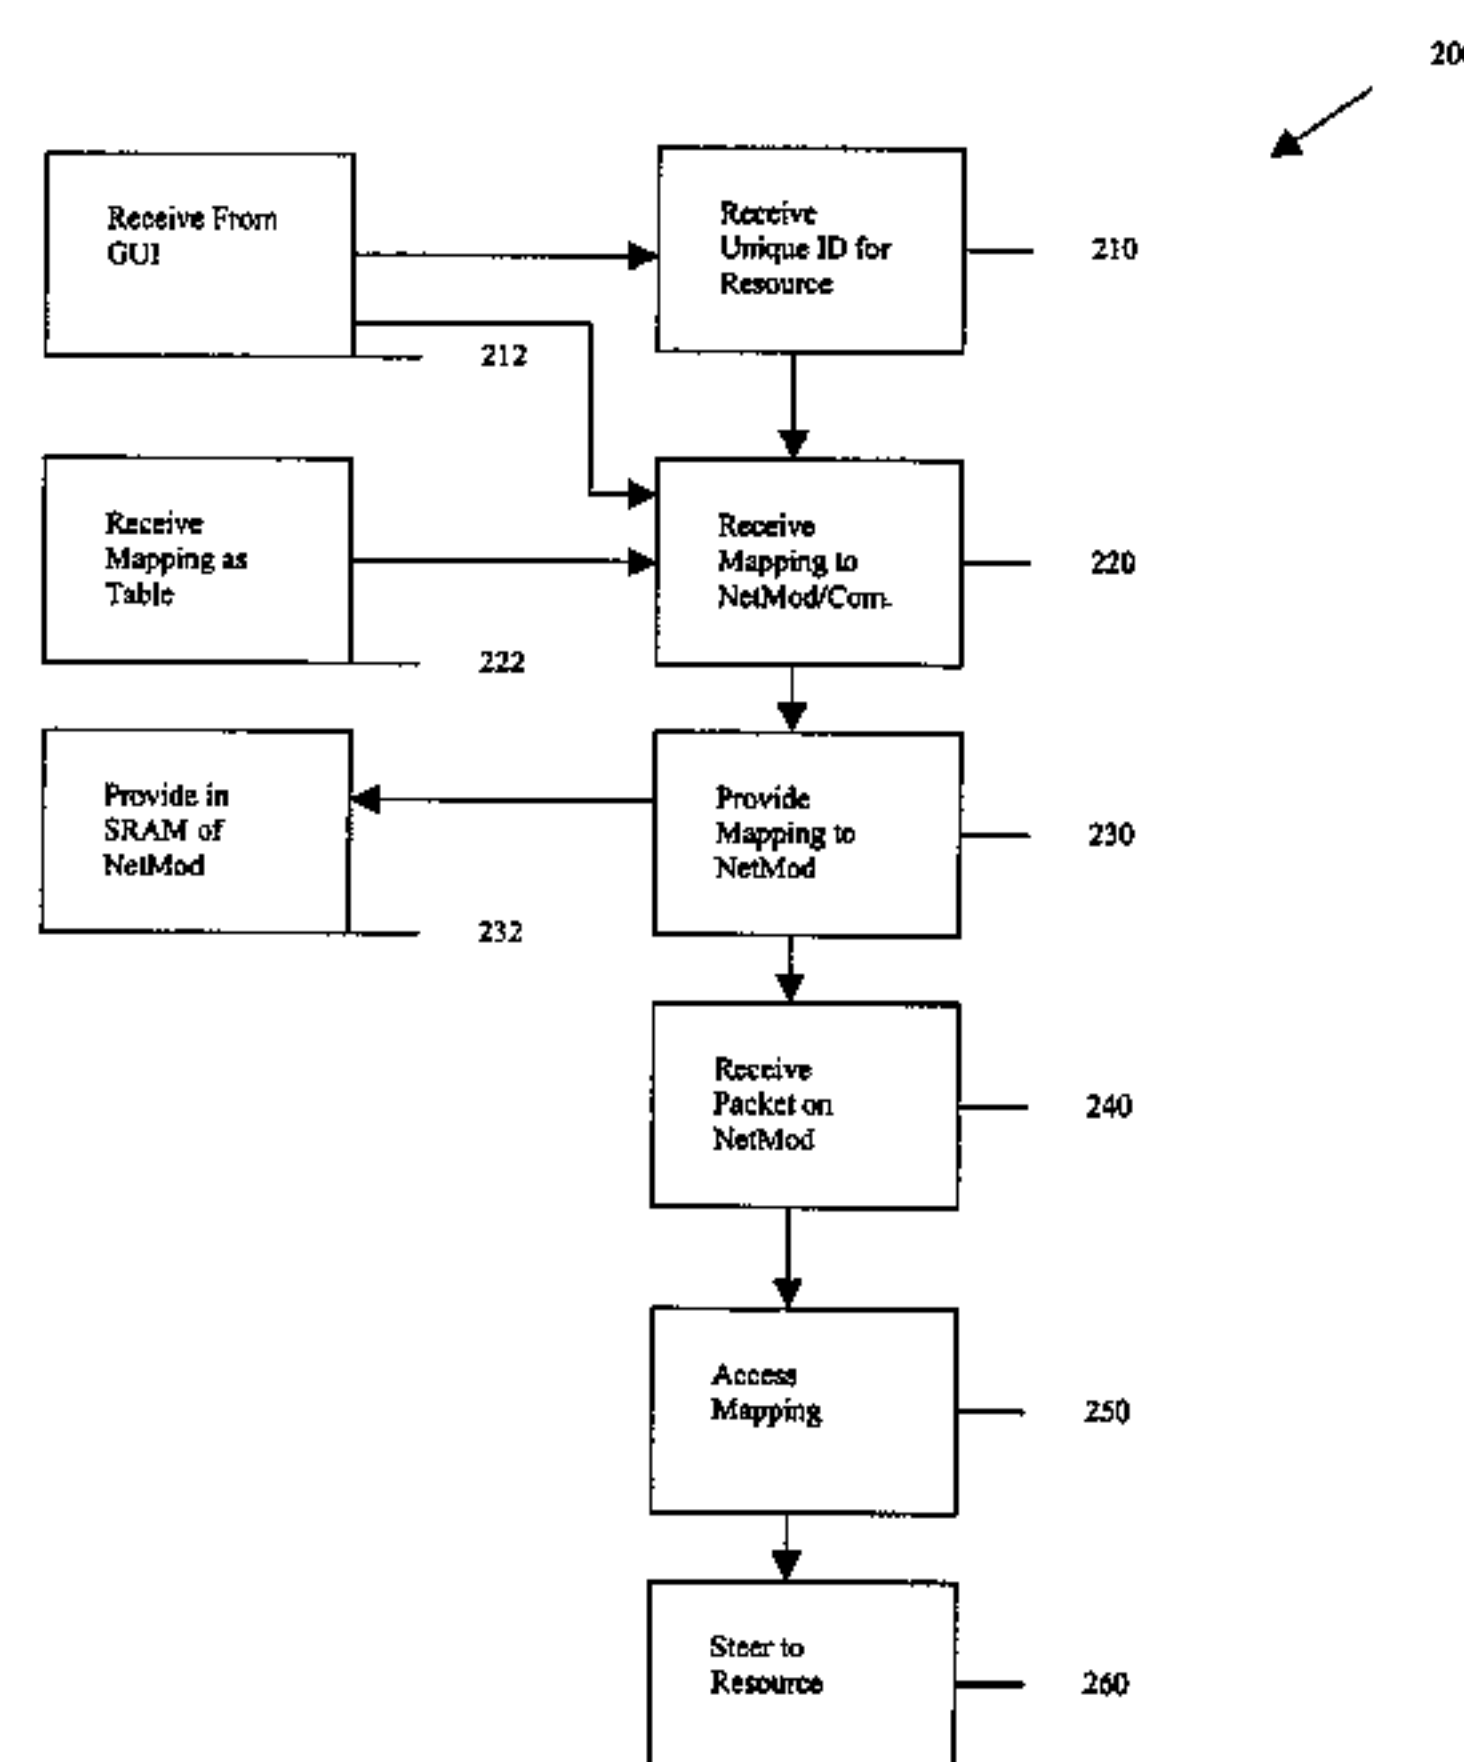 Receive From
GUI
212
Receive
Unique ID for
Resource
210
Receive
Mapping as
Table
222
Receive
Mapping to
NetMod/Com.
220
Provide in
SRAM of
NetMod
232
Provide
Mapping to
NetMod
230
Receive
Packet on
NetMod
240
Access
Mapping
250
Steer to
Resource
260